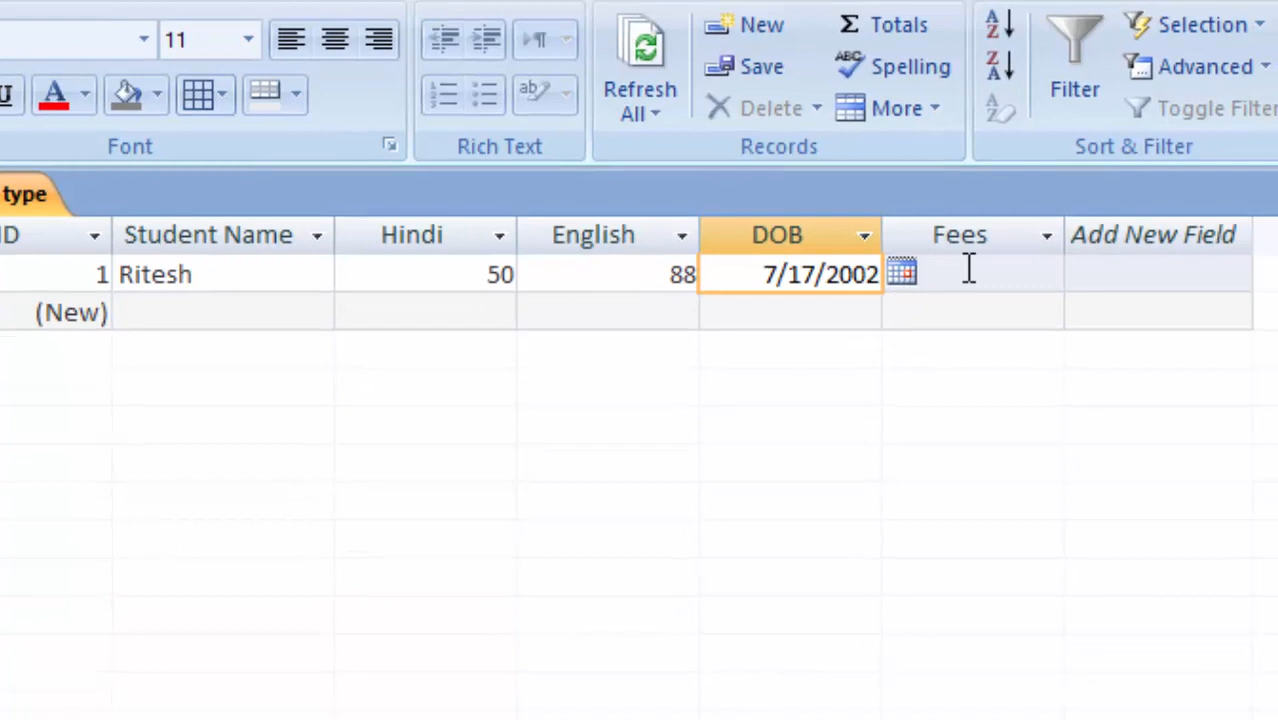 11
U
A
ab
Refresh
All
New
Σ Totals
Save
ABC Spelling
Delete
More
A
Z
Z
A
A
Z
Filter
Selection
Advanced
Toggle Filter
Font
Rich Text
Records
Sort & Filter
type
ID Student Name Hindi English DOB Fees Add New Field
1 Ritesh 50 88 7/17/2002
(New)